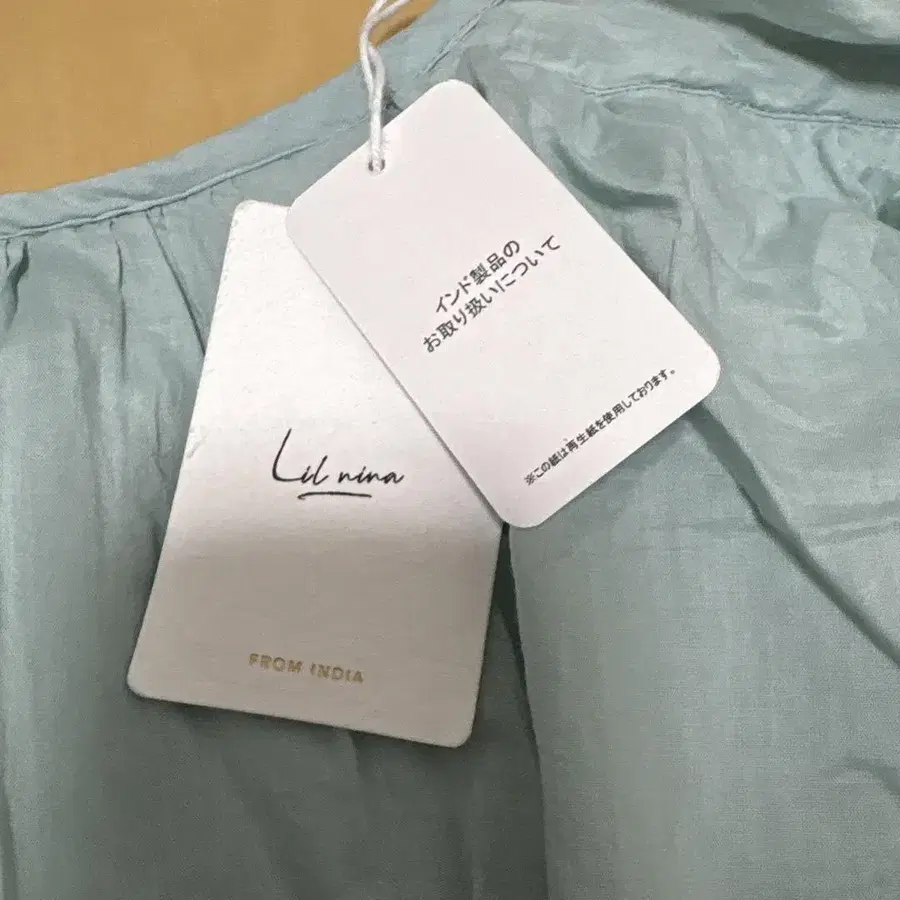 インド製品の
お取り扱いについて
※この紙は再生紙を使用しております。
Lil nina
FROM INDIA